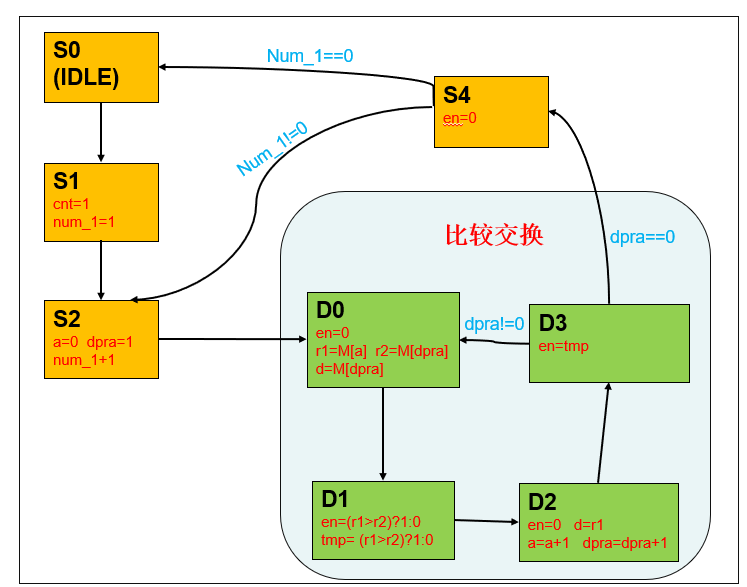 S0
(IDLE)
Num_1==0
S4
en=0
Num_1!=0
S1
cnt=1
num_1=1
比较交换
dpra==0
S2
a=0 dpra=1
num_1+1
D0
en=0
r1=M[a] r2=M[dpra]
d=M[dpra]
dpra!=0
D3
en=tmp
D1
en=(r1>r2)?1:0
tmp= (r1>r2)?1:0
D2
en=0 d=r1
a=a+1 dpra=dpra+1